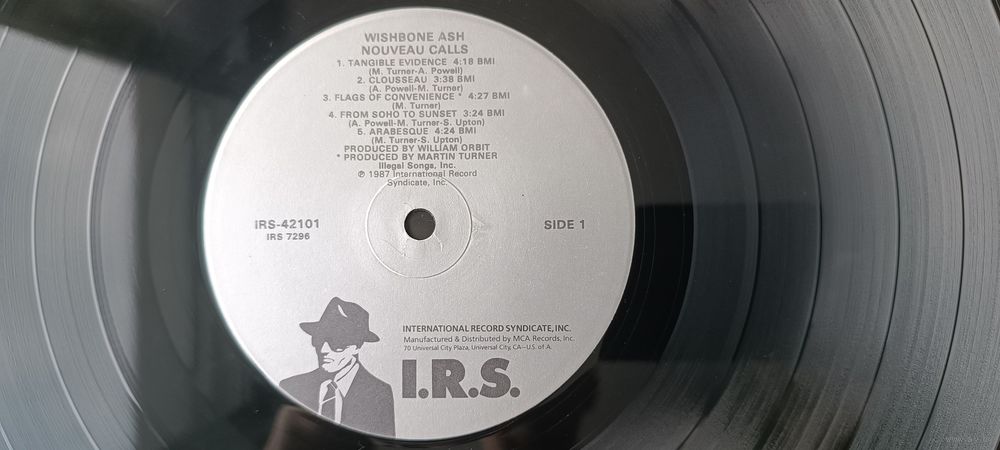 WISHBONE ASH
NOUVEAU CALLS
1. TANGIBLE EVIDENCE 4:18 BMI
(M. Turner-A. Powell)
2. CLOUSSEAU 3:38 BMI
(A. Powell-M. Turner)
3. FLAGS OF CONVENIENCE * 4:27 BMI
(M. Turner)
4. FROM SOHO TO SUNSET 3:24 BMI
(A. Powell-M. Turner-S. Upton)
5. ARABESQUE 4:24 BMI
(M. Turner-S. Upton)
PRODUCED BY WILLIAM ORBIT
* PRODUCED BY MARTIN TURNER
Illegal Songs, Inc.
℗ 1987 International Record
Syndicate, Inc.
IRS-42101
IRS 7296
SIDE 1
INTERNATIONAL RECORD SYNDICATE, INC.
Manufactured & Distributed by MCA Records, Inc.
70 Universal City Plaza, Universal City, CA–U.S. of A.
I.R.S.